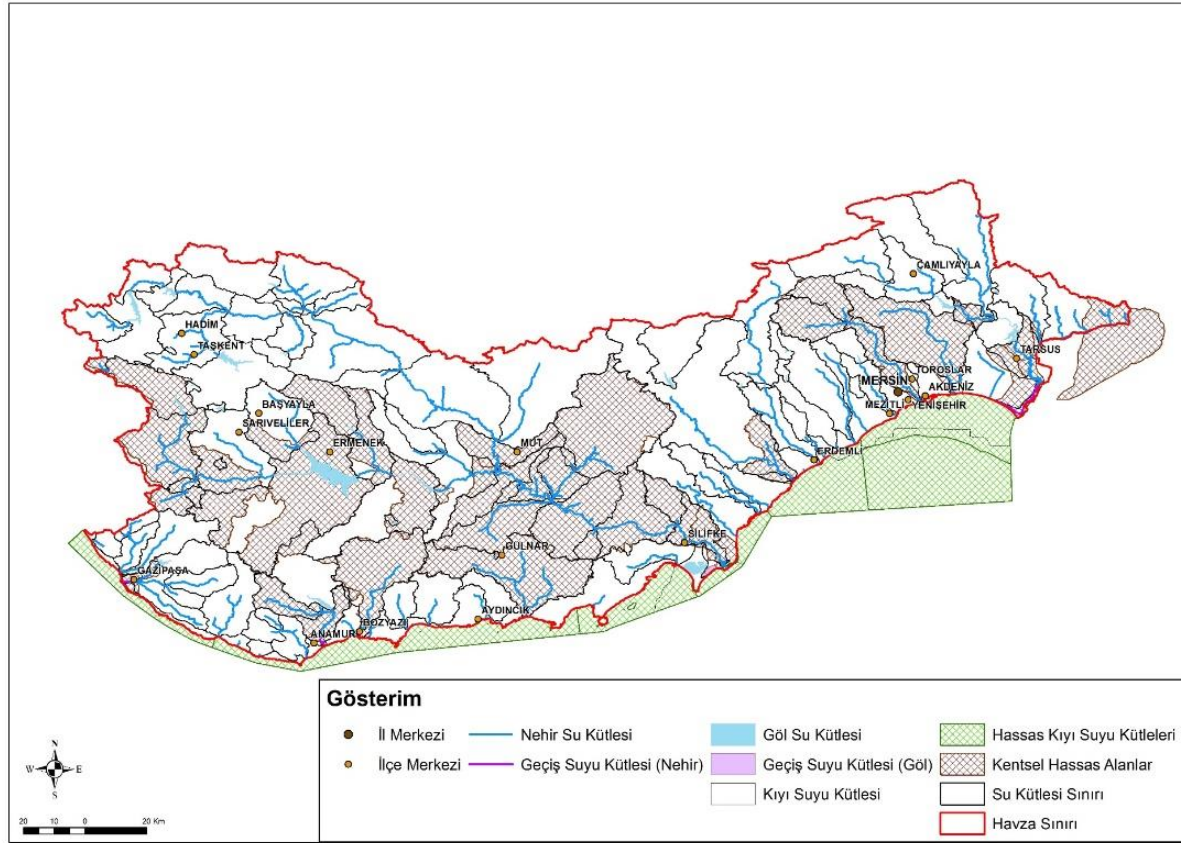 ÇAMLIYAYLA
HADİM
TAŞKENT
TARSUS
TOROSLAR
MERSİN
AKDENİZ
MEZİTLİ
YENİŞEHİR
BAŞYAYLA
SARIVELİLER
ERMENEK
MUT
ERDEMLİ
SİLİFKE
GÜLNAR
GAZİPAŞA
AYDINCIK
BOZYAZI
ANAMUR
Gösterim
İl Merkezi
Nehir Su Kütlesi
Göl Su Kütlesi
Hassas Kıyı Suyu Kütleleri
İlçe Merkezi
Geçiş Suyu Kütlesi (Nehir)
Geçiş Suyu Kütlesi (Göl)
Kentsel Hassas Alanlar
Kıyı Suyu Kütlesi
Su Kütlesi Sınırı
Havza Sınırı
N
W
E
S
20 10 0 20 Km